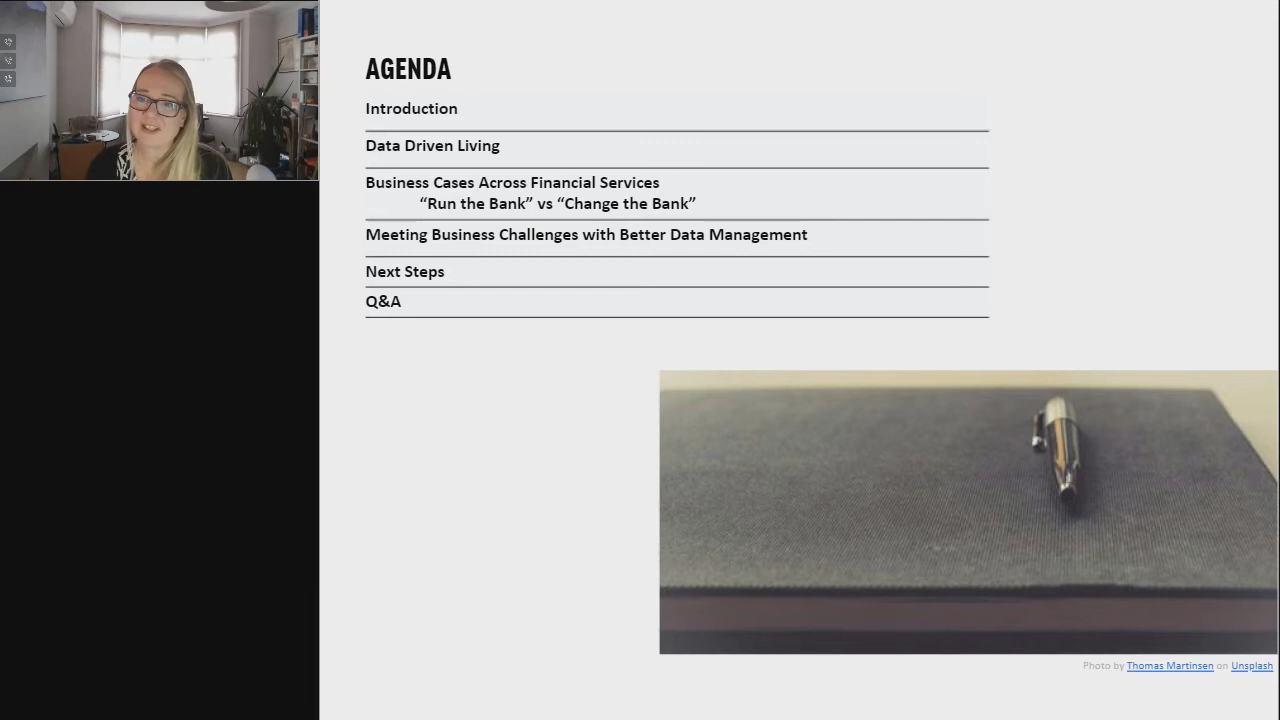 AGENDA
Introduction
Data Driven Living
Business Cases Across Financial Services
“Run the Bank” vs “Change the Bank”
Meeting Business Challenges with Better Data Management
Next Steps
Q&A
Photo by Thomas Martinsen on Unsplash